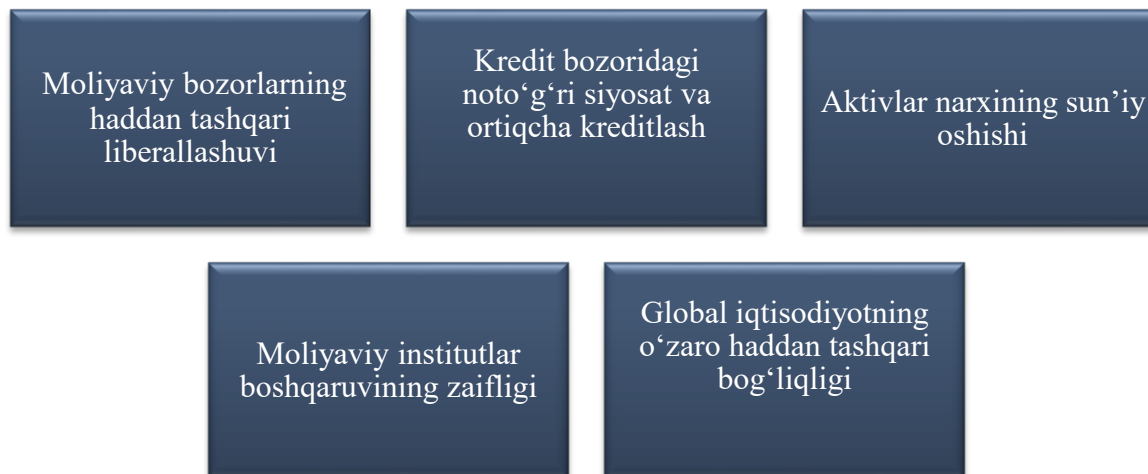 Moliyaviy bozorlarning
haddan tashqari
liberallashuvi
Kredit bozoridagi
noto‘g‘ri siyosat va
ortiqcha kreditlash
Aktivlar narxining sun’iy
oshishi
Moliyaviy institutlar
boshqaruvining zaifligi
Global iqtisodiyotning
o‘zaro haddan tashqari
bog‘liqligi